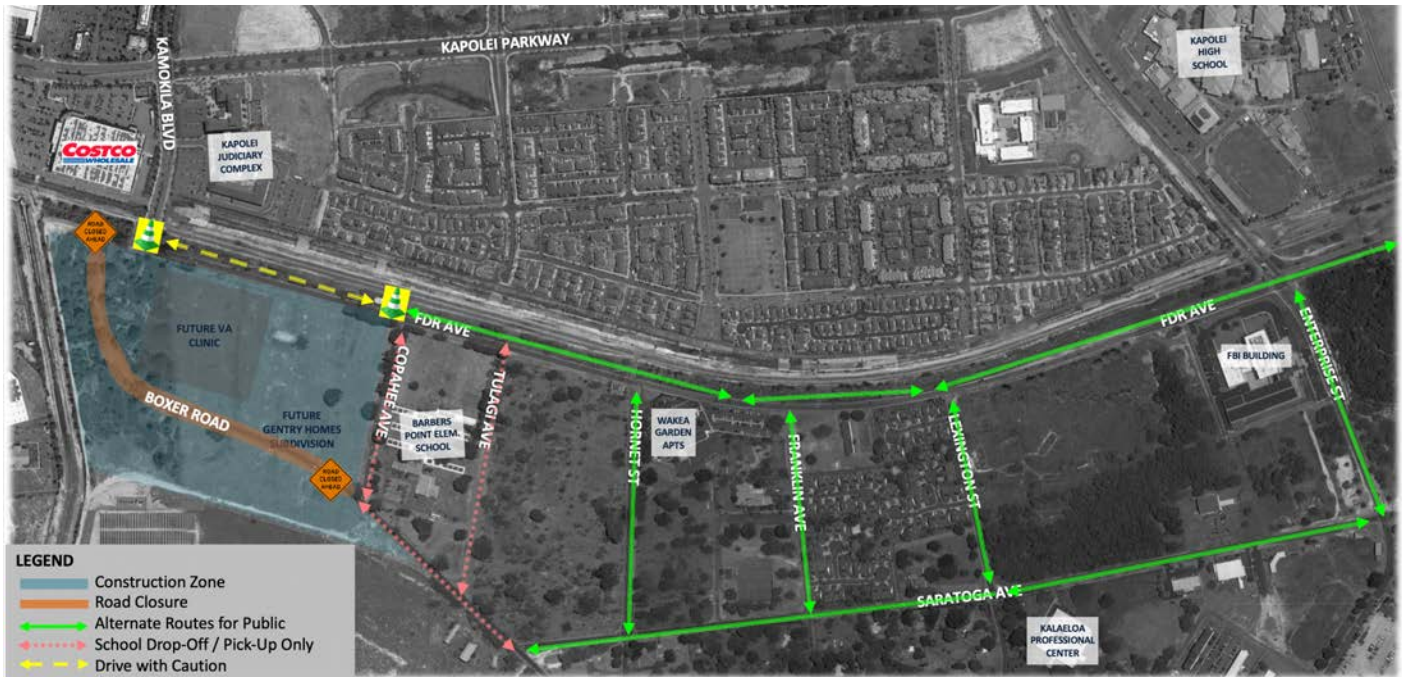 KAPOLEI PARKWAY
KAPOLEI
HIGH
SCHOOL
KAMOKILA BLVD
COSTCO
WHOLESALE
KAPOLEI
JUDICIARY
COMPLEX
ROAD
CLOSED
AHEAD
FDR AVE
FDR AVE
FUTURE VA
CLINIC
COPAHEE AVE
TULAGI AVE
FBI BUILDING
ENTERPRISE ST
BOXER ROAD
FUTURE
GENTRY HOMES
SUBDIVISION
BARBERS
POINT ELEM.
SCHOOL
HORNET ST
WAKEA
GARDEN
APTS
FRANKLIN AVE
LEXINGTON ST
ROAD
CLOSED
AHEAD
SARATOGA AVE
KALAELOA
PROFESSIONAL
CENTER
LEGEND
Construction Zone
Road Closure
Alternate Routes for Public
School Drop-Off / Pick-Up Only
Drive with Caution